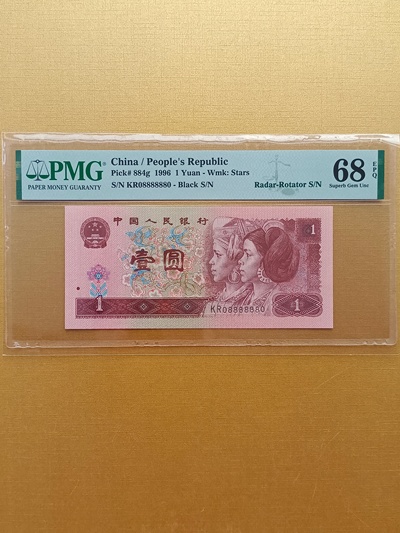 PMG
PAPER MONEY GUARANTY
China / People's Republic
Pick# 884g 1996 1 Yuan - Wmk: Stars
S/N KR08888880 - Black S/N
Radar-Rotator S/N
68 EPQ
Superb Gem Unc
中国人民银行
1
壹圆
1
1
KR08888880